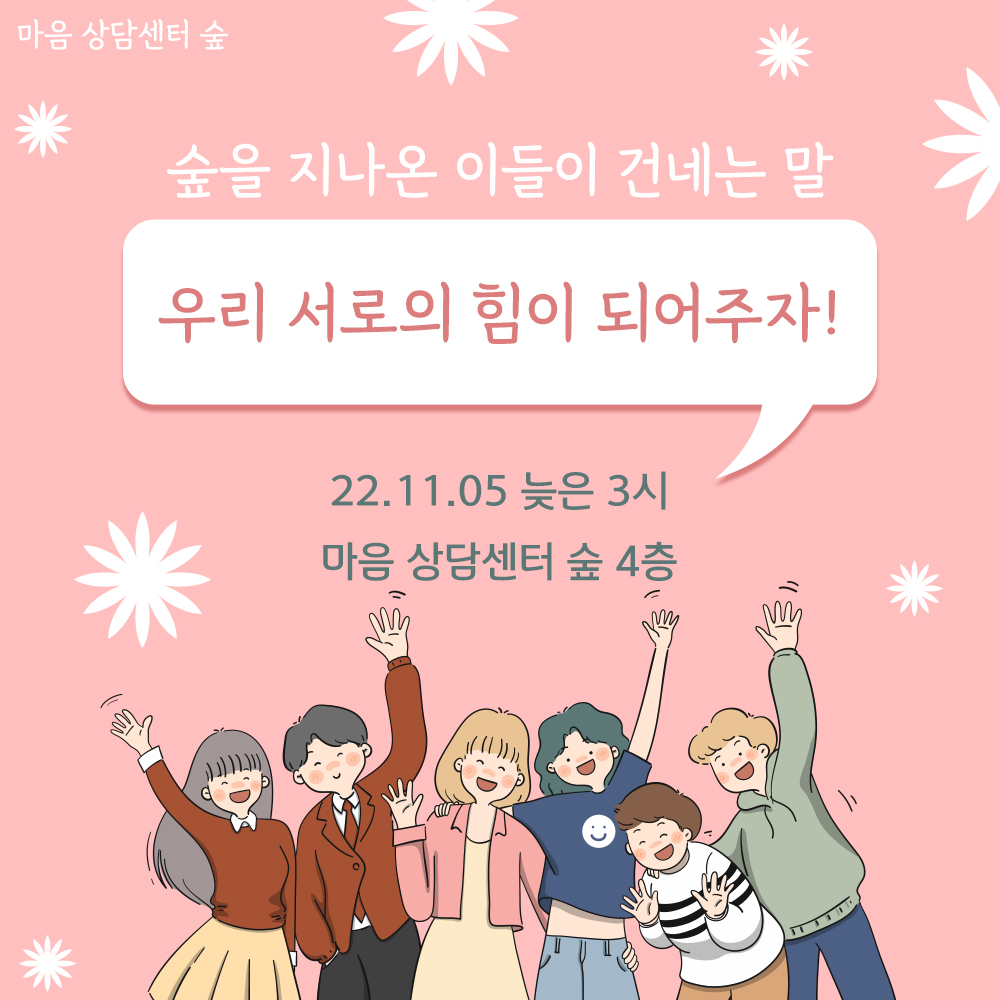 마음 상담센터 숲
숲을 지나온 이들이 건네는 말
우리 서로의 힘이 되어주자!
22.11.05 늦은 3시
마음 상담센터 숲 4층